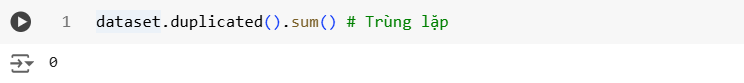 1 dataset.duplicated().sum() # Trùng lặp
0